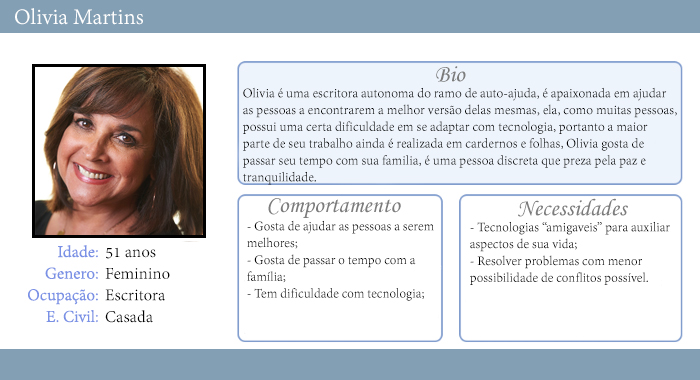 Olivia Martins
Bio
Olivia é uma escritora autonoma do ramo de auto-ajuda, é apaixonada em ajudar
as pessoas a encontrarem a melhor versão delas mesmas, ela, como muitas pessoas,
possui uma certa dificuldade em se adaptar com tecnologia, portanto a maior
parte de seu trabalho ainda é realizada em cardernos e folhas, Olivia gosta de
passar seu tempo com sua familia, é uma pessoa discreta que preza pela paz e
tranquilidade.
Idade: 51 anos
Genero: Feminino
Ocupação: Escritora
E. Civil: Casada
Comportamento
- Gosta de ajudar as pessoas a serem
melhores;
- Gosta de passar o tempo com a
família;
- Tem dificuldade com tecnologia;
Necessidades
- Tecnologias “amigaveis” para auxiliar
aspectos de sua vida;
- Resolver problemas com menor
possibilidade de conflitos possível.